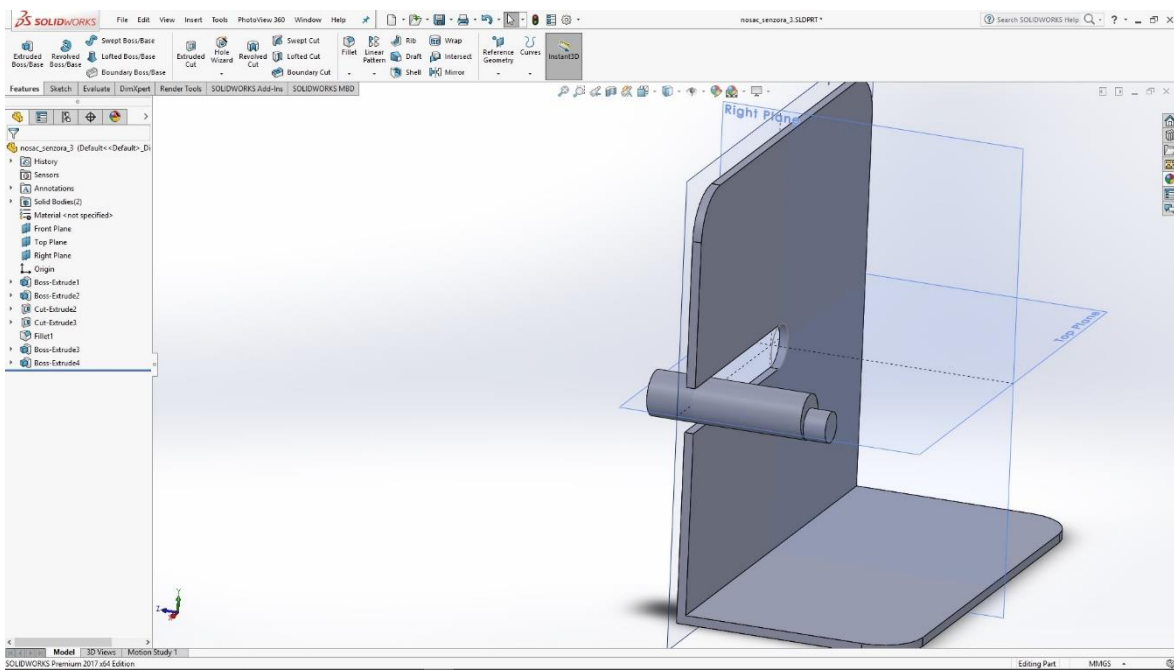 SOLIDWORKS File Edit View Insert Tools PhotoView 360 Window Help nosac_senzora_3.SLDPRT * Search SOLIDWORKS Help
Extruded Boss/Base
Revolved Boss/Base
Swept Boss/Base
Lofted Boss/Base
Boundary Boss/Base
Extruded Cut
Hole Wizard
Revolved Cut
Swept Cut
Lofted Cut
Boundary Cut
Fillet
Linear Pattern
Rib
Draft
Shell
Wrap
Intersect
Mirror
Reference Geometry
Curves
Instant3D
Features Sketch Evaluate DimXpert Render Tools SOLIDWORKS Add-Ins SOLIDWORKS MBD
nosac_senzora_3 (Default<<Default>_Di
History
Sensors
Annotations
Solid Bodies(2)
Material <not specified>
Front Plane
Top Plane
Right Plane
Origin
Boss-Extrude1
Boss-Extrude2
Cut-Extrude2
Cut-Extrude3
Fillet1
Boss-Extrude3
Boss-Extrude4
Right Plane
Top Plane
Y
Z
Model 3D Views Motion Study 1
SOLIDWORKS Premium 2017 x64 Edition Editing Part MMGS